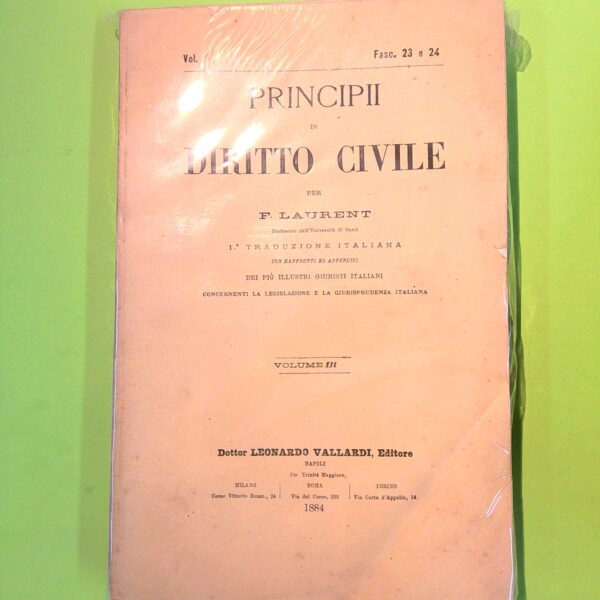 Vol. Fasc. 23 e 24
PRINCIPII
DI
DIRITTO CIVILE
PER
F. LAURENT
Professore dell'Università di Gand
1.ª TRADUZIONE ITALIANA
CON RAFFRONTI ED APPENDICI
DEI PIÙ ILLUSTRI GIURISTI ITALIANI
CONCERNENTI LA LEGISLAZIONE E LA GIURISPRUDENZA ITALIANA
VOLUME III
Dottor LEONARDO VALLARDI, Editore
NAPOLI
Trinità Maggiore,
MILANO ROMA TORINO
Corso Vittorio Eman., 24 Via del Corso, Via Corte d'Appello, 14
1884